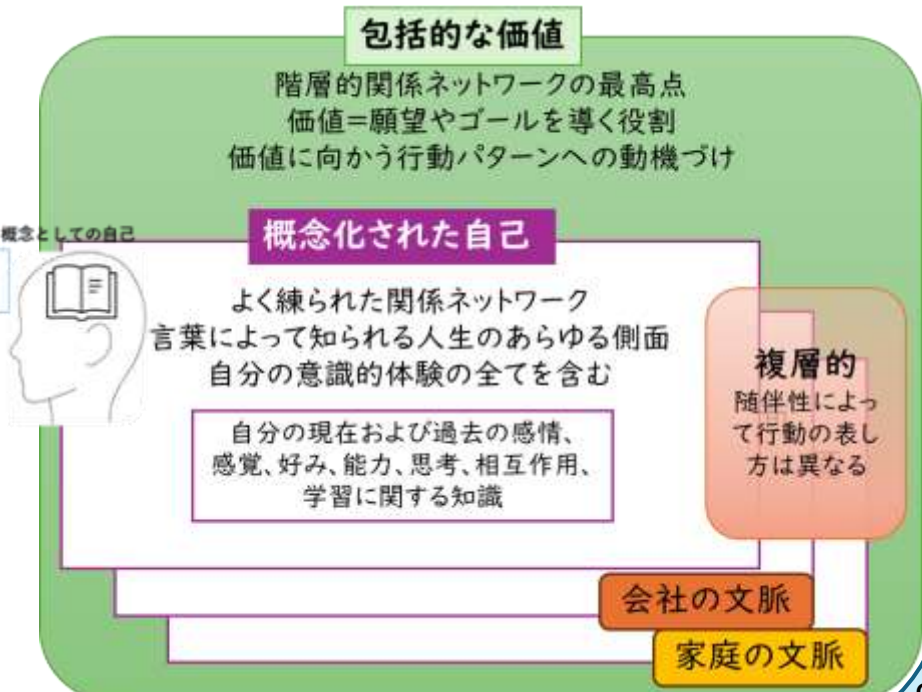 包括的な価値
階層的関係ネットワークの最高点
価値=願望やゴールを導く役割
価値に向かう行動パターンへの動機づけ
概念としての自己
概念化された自己
よく練られた関係ネットワーク
言葉によって知られる人生のあらゆる側面
自分の意識的体験の全てを含む
自分の現在および過去の感情、
感覚、好み、能力、思考、相互作用、
学習に関する知識
複層的
随伴性によっ
て行動の表し
方は異なる
会社の文脈
家庭の文脈